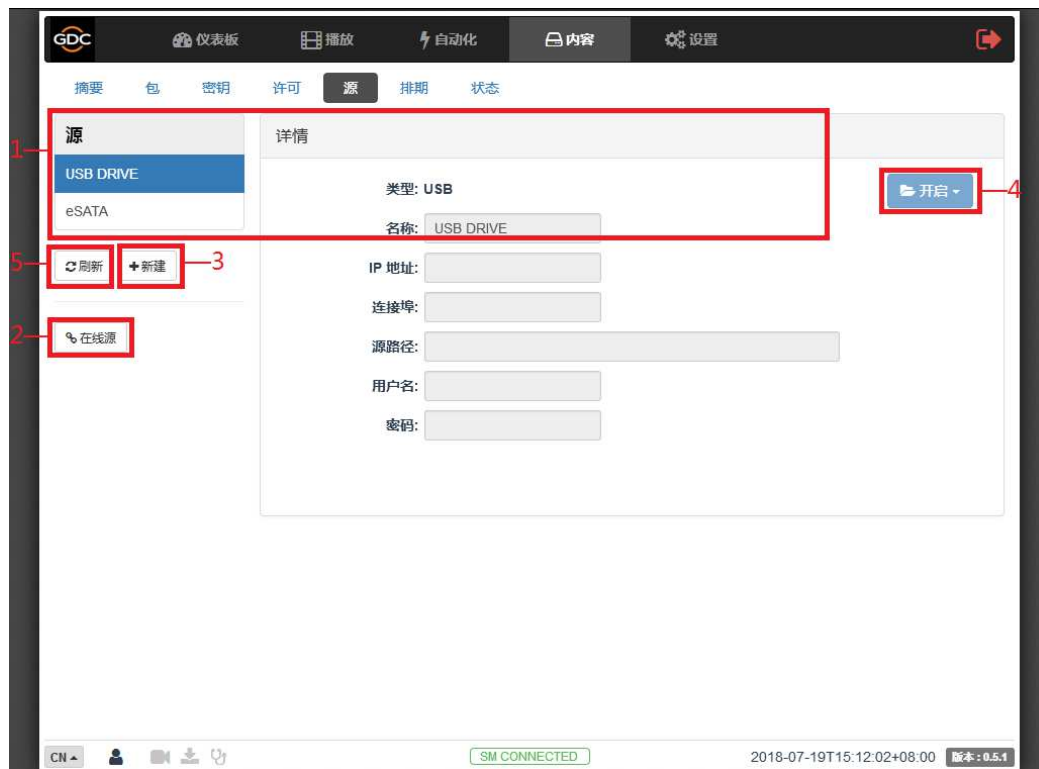 GDC 仪表板 播放 自动化 内容 设置
摘要 包 密钥 许可 源 排期 状态
源 详情
1
USB DRIVE
类型: USB
开启
4
eSATA
名称: USB DRIVE
5 刷新 新建 3
IP 地址:
连接埠:
2 在线源
源路径:
用户名:
密码:
CN SM CONNECTED 2018-07-19T15:12:02+08:00 版本 : 0.5.1